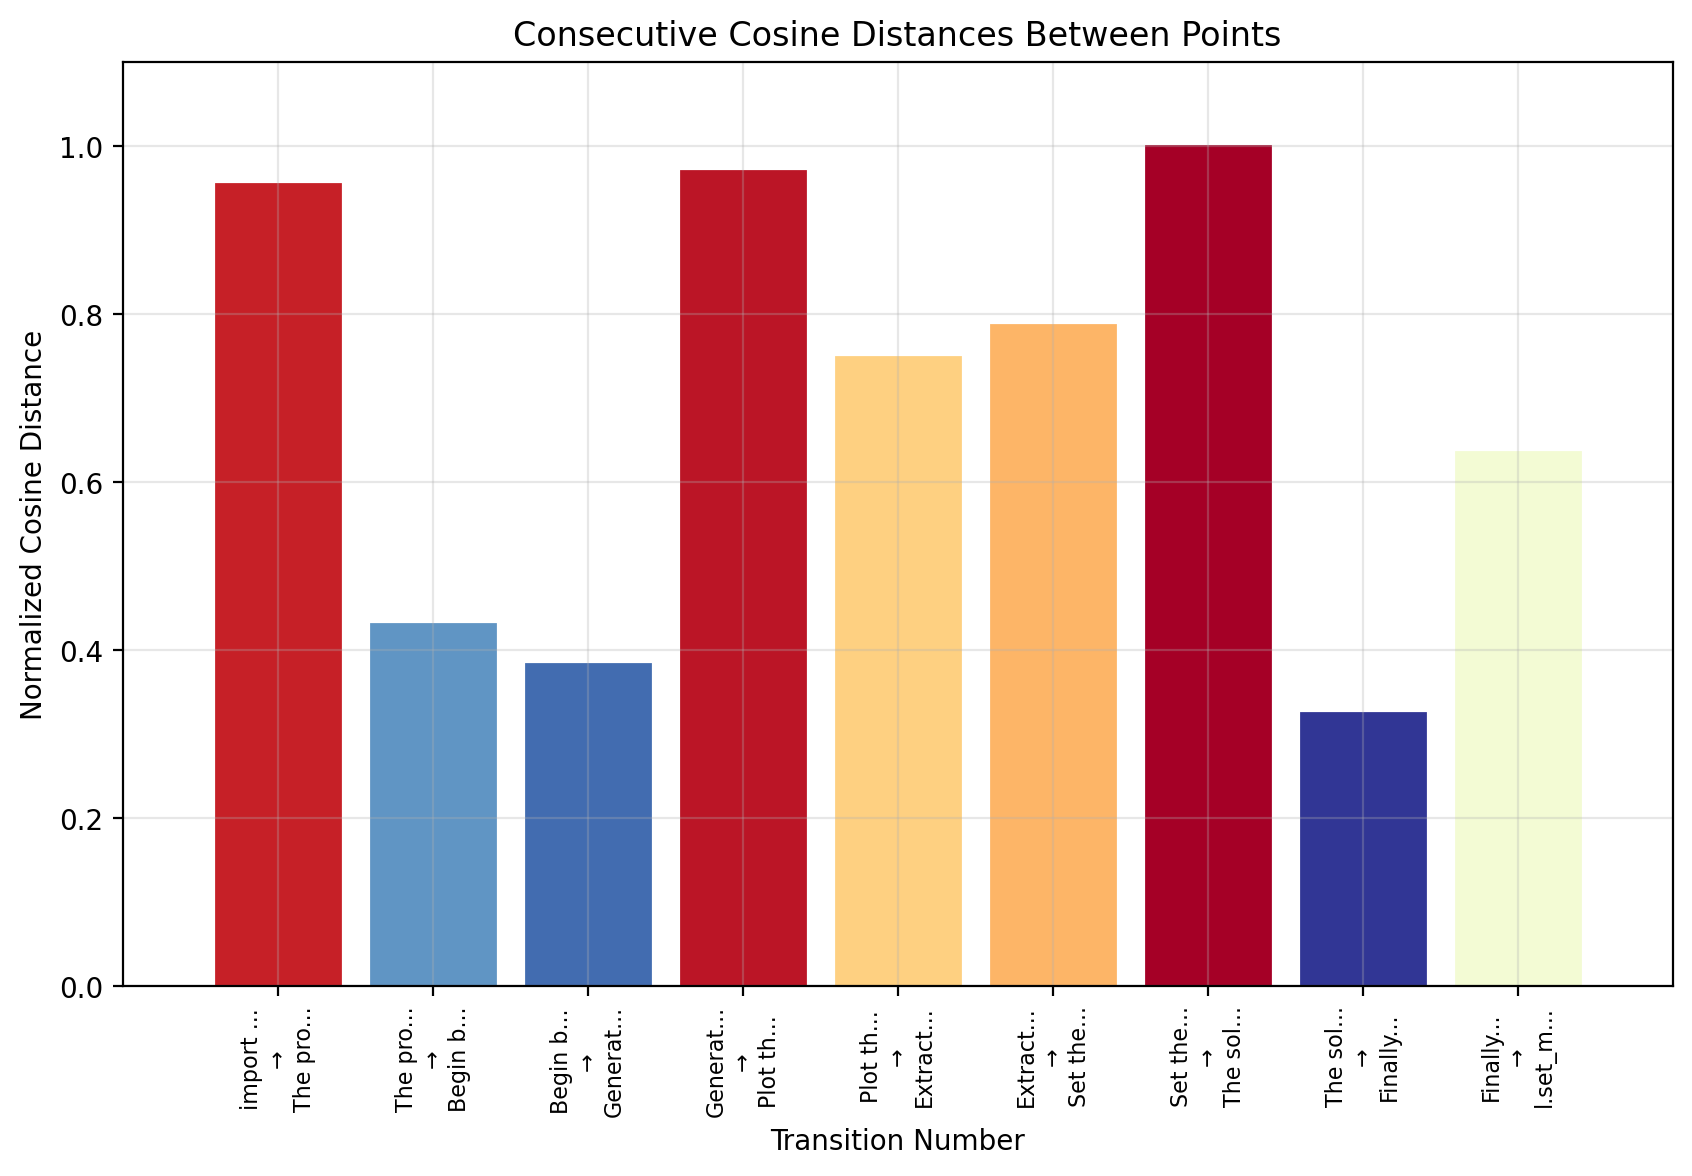 Consecutive Cosine Distances Between Points
Normalized Cosine Distance
1.0
0.8
0.6
0.4
0.2
0.0
import ...
→
The pro...
The pro...
→
Begin b...
Begin b...
→
Generat...
Generat...
→
Plot th...
Plot th...
→
Extract...
Extract...
→
Set the...
Set the...
→
The sol...
The sol...
→
Finally...
Finally...
→
l.set_m...
Transition Number